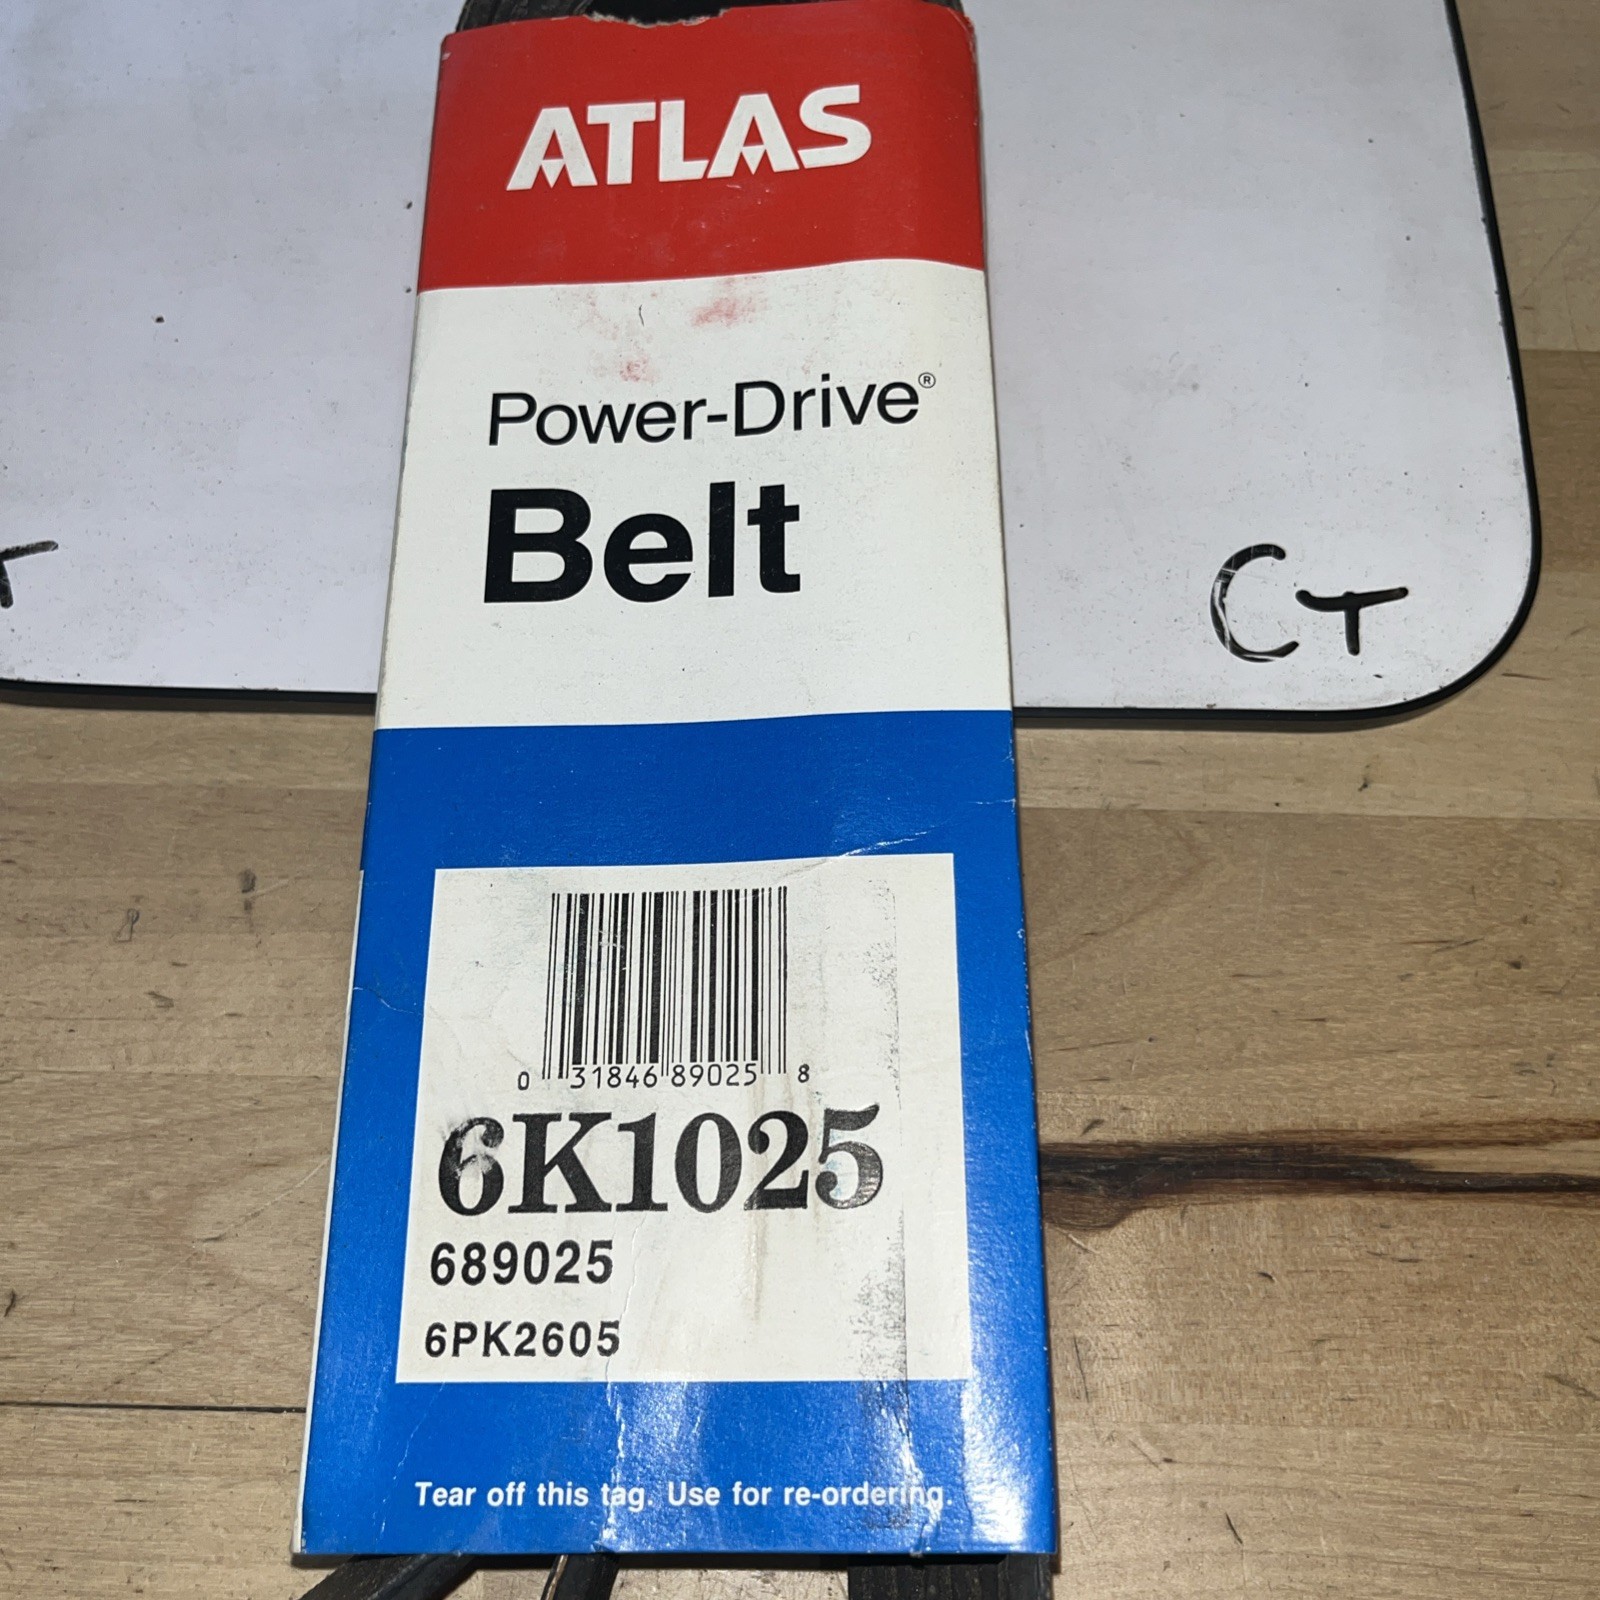 ATLAS
Power-Drive®
Belt
CT
0 31846 89025 8
6K1025
689025
6PK2605
Tear off this tag. Use for re-ordering.